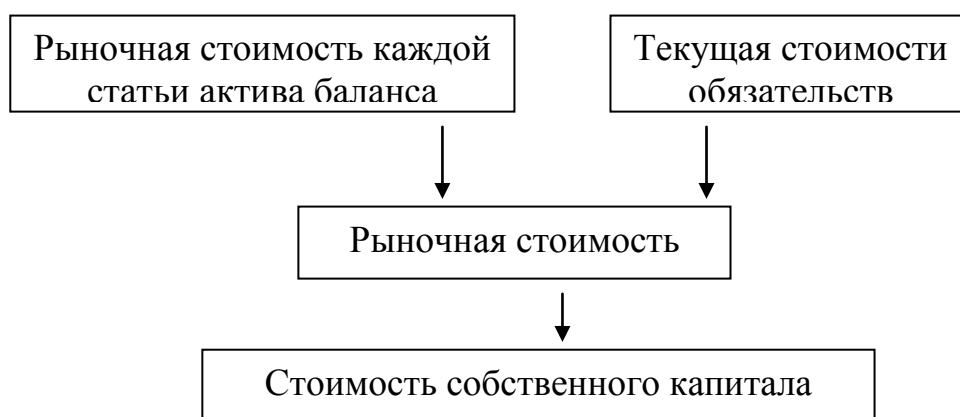 Рыночная стоимость каждой
статьи актива баланса
Текущая стоимости
обязательств
Рыночная стоимость
Стоимость собственного капитала